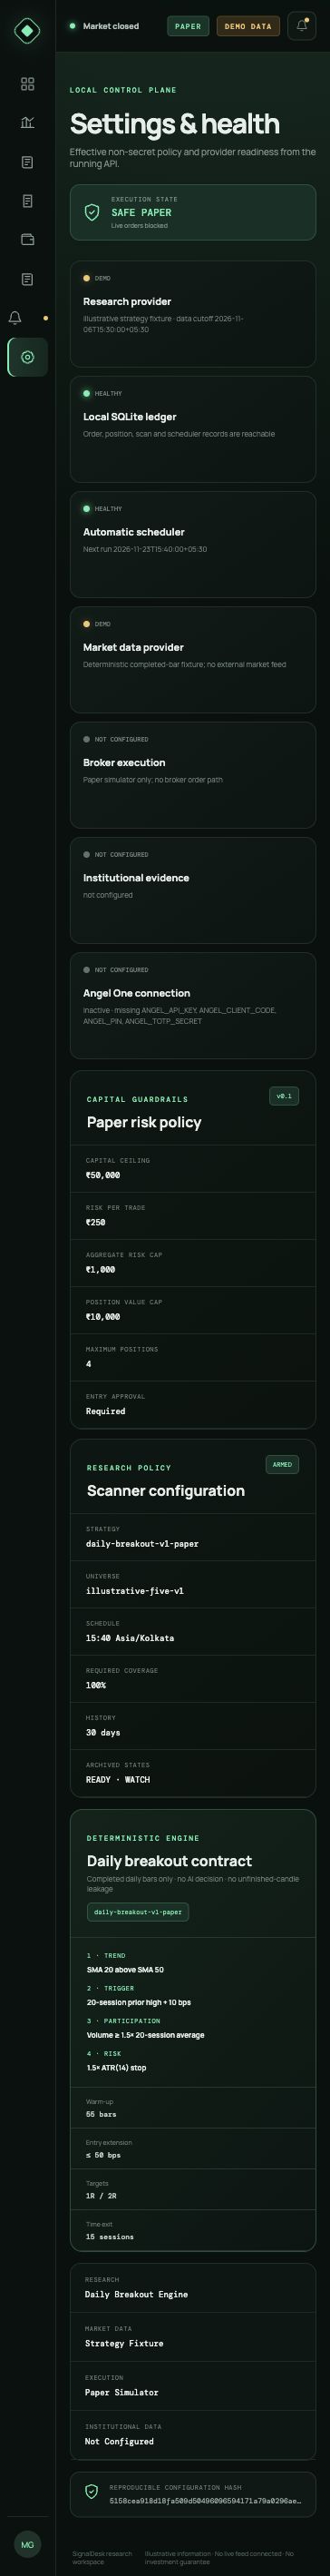 Market closed
PAPER
DEMO DATA
LOCAL CONTROL PLANE
Settings & health
Effective non-secret policy and provider readiness from the
running API.
EXECUTION STATE
SAFE PAPER
Live orders blocked
DEMO
Research provider
Illustrative strategy fixture · data cutoff 2026-11-
06T15:30:00+05:30
HEALTHY
Local SQLite ledger
Order, position, scan and scheduler records are reachable
HEALTHY
Automatic scheduler
Next run 2026-11-23T15:40:00+05:30
DEMO
Market data provider
Deterministic completed-bar fixture; no external market feed
NOT CONFIGURED
Broker execution
Paper simulator only; no broker order path
NOT CONFIGURED
Institutional evidence
not configured
NOT CONFIGURED
Angel One connection
inactive · missing ANGEL_API_KEY, ANGEL_CLIENT_CODE,
ANGEL_PIN, ANGEL_TOTP_SECRET
CAPITAL GUARDRAILS
v0.1
Paper risk policy
CAPITAL CEILING
₹50,000
RISK PER TRADE
₹250
AGGREGATE RISK CAP
₹1,000
POSITION VALUE CAP
₹10,000
MAXIMUM POSITIONS
4
ENTRY APPROVAL
Required
RESEARCH POLICY
ARMED
Scanner configuration
STRATEGY
daily-breakout-v1-paper
UNIVERSE
illustrative-five-v1
SCHEDULE
15:40 Asia/Kolkata
REQUIRED COVERAGE
100%
HISTORY
30 days
ARCHIVED STATES
READY · WATCH
DETERMINISTIC ENGINE
Daily breakout contract
Completed daily bars only · no AI decision · no unfinished-candle
leakage
daily-breakout-v1-paper
1 · TREND
SMA 20 above SMA 50
2 · TRIGGER
20-session prior high + 10 bps
3 · PARTICIPATION
Volume ≥ 1.5× 20-session average
4 · RISK
1.5× ATR(14) stop
Warm-up
55 bars
Entry extension
≤ 50 bps
Targets
1R / 2R
Time exit
15 sessions
RESEARCH
Daily Breakout Engine
MARKET DATA
Strategy Fixture
EXECUTION
Paper Simulator
INSTITUTIONAL DATA
Not Configured
REPRODUCIBLE CONFIGURATION HASH
MG
SignalDesk research
workspace
Illustrative information · No live feed connected · No
investment guarantee